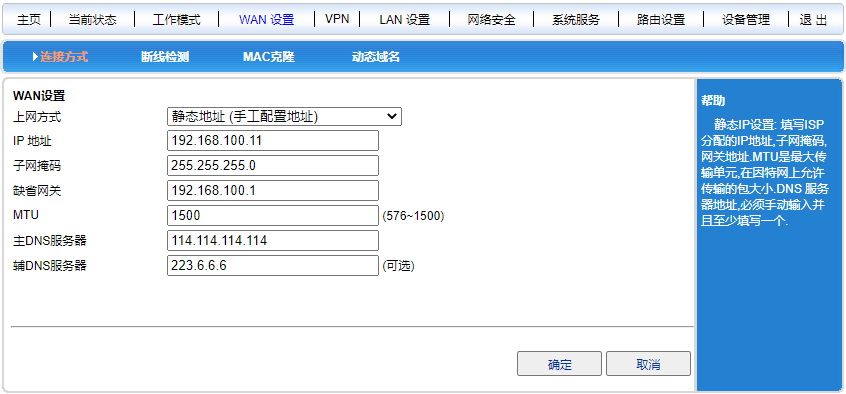 主页 当前状态 工作模式 WAN 设置 VPN LAN 设置 网络安全 系统服务 路由设置 设备管理 退 出
连接方式 断线检测 MAC克隆 动态域名
WAN设置
上网方式 静态地址 (手工配置地址)
IP 地址 192.168.100.11
子网掩码 255.255.255.0
缺省网关 192.168.100.1
MTU 1500 (576~1500)
主DNS服务器 114.114.114.114
辅DNS服务器 223.6.6.6 (可选)
确定 取消
帮助
静态IP设置: 填写ISP
分配的IP地址,子网掩码,
网关地址.MTU是最大传
输单元,在因特网上允许
传输的包大小.DNS 服务
器地址,必须手动输入并
且至少填写一个.